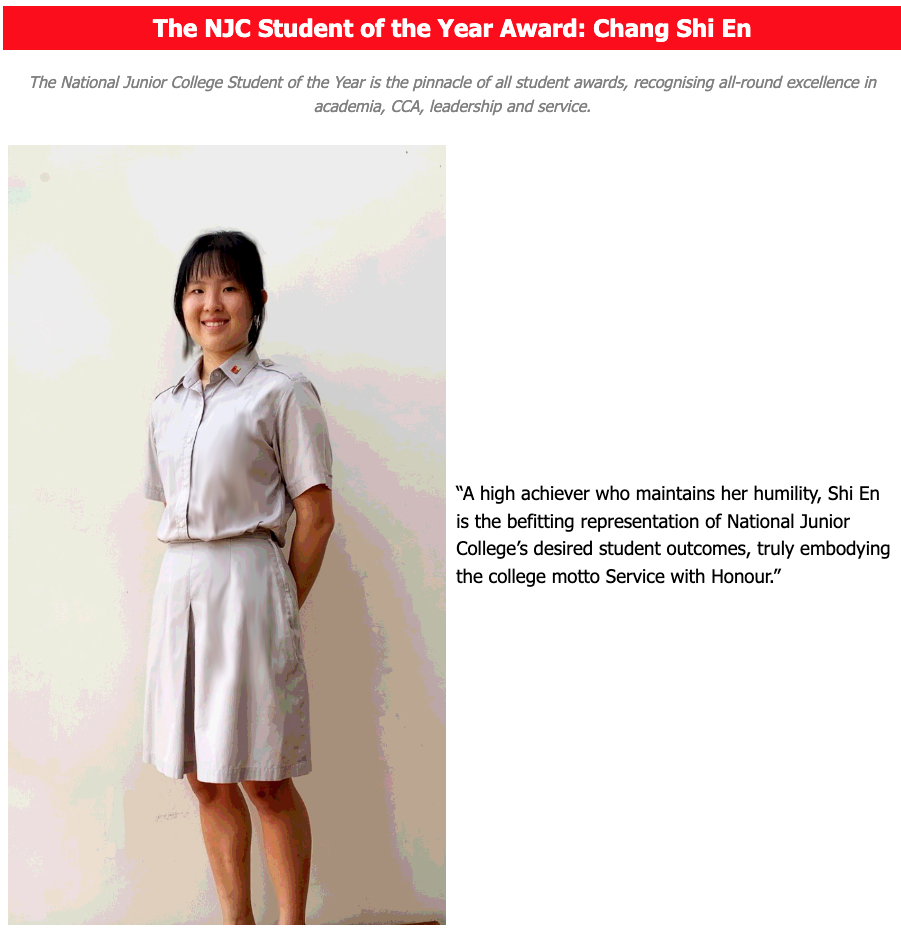 The NJC Student of the Year Award: Chang Shi En
The National Junior College Student of the Year is the pinnacle of all student awards, recognising all-round excellence in
academia, CCA, leadership and service.
“A high achiever who maintains her humility, Shi En
is the befitting representation of National Junior
College’s desired student outcomes, truly embodying
the college motto Service with Honour.”